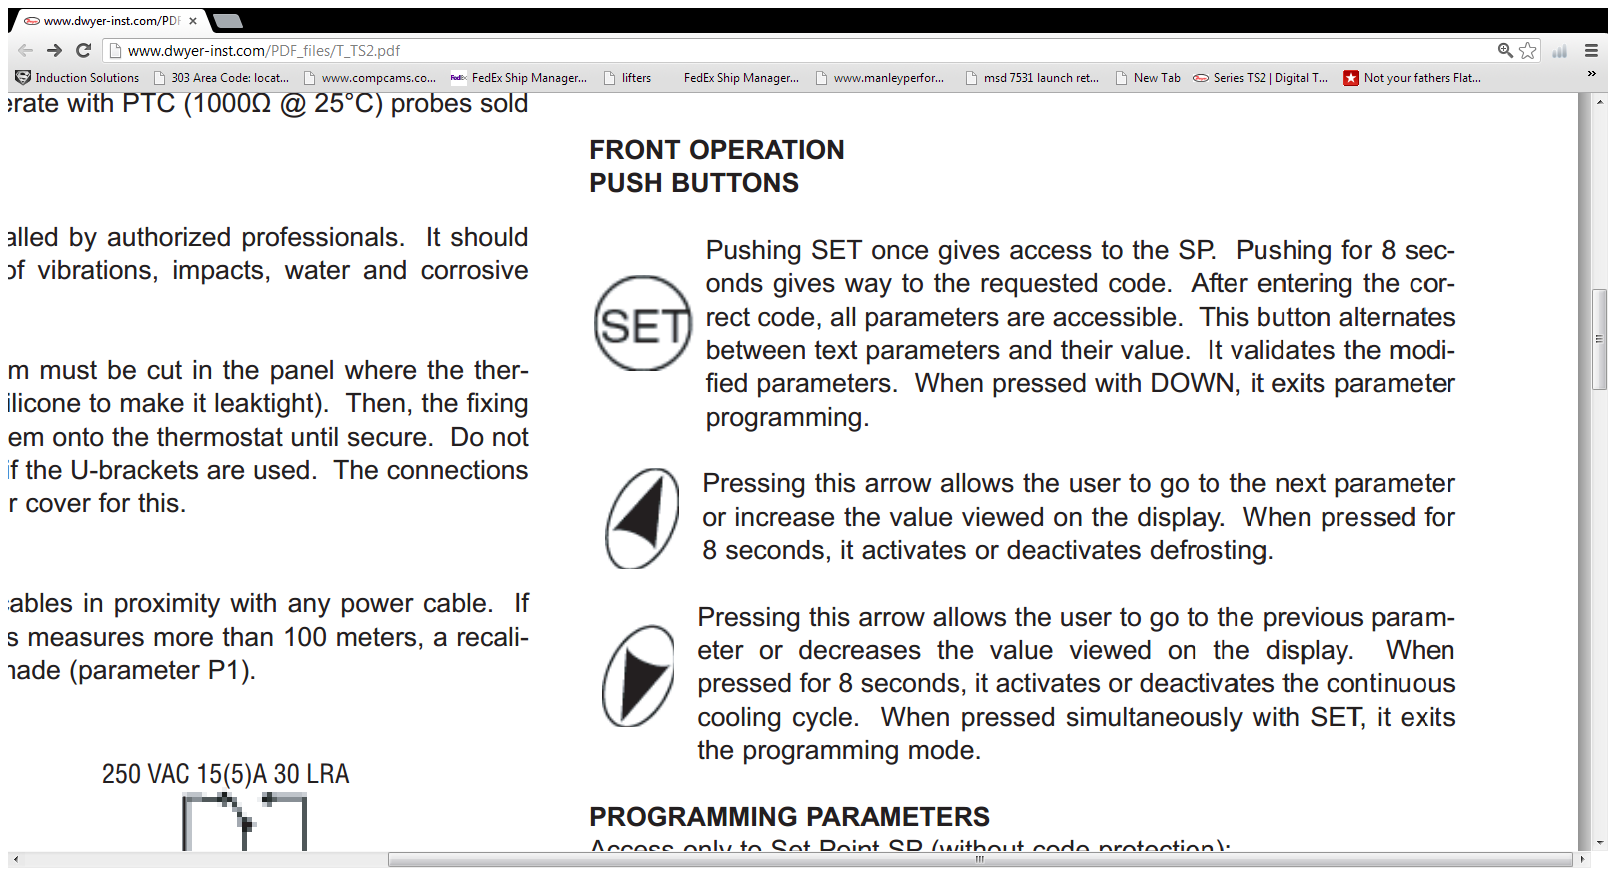 www.dwyer-inst.com/PDF
www.dwyer-inst.com/PDF_files/T_TS2.pdf
Induction Solutions
303 Area Code: locat...
www.compcams.co...
FedEx
FedEx Ship Manager...
lifters
FedEx Ship Manager...
www.manleyperfor...
msd 7531 launch ret...
New Tab
Series TS2 | Digital T...
Not your fathers Flat...
»
erate with PTC (1000Ω @ 25°C) probes sold
alled by authorized professionals. It should
of vibrations, impacts, water and corrosive
m must be cut in the panel where the ther-
ilicone to make it leaktight). Then, the fixing
em onto the thermostat until secure. Do not
if the U-brackets are used. The connections
r cover for this.
cables in proximity with any power cable. If
s measures more than 100 meters, a recali-
nade (parameter P1).
250 VAC 15(5)A 30 LRA
FRONT OPERATION
PUSH BUTTONS
SET
Pushing SET once gives access to the SP. Pushing for 8 sec-
onds gives way to the requested code. After entering the cor-
rect code, all parameters are accessible. This button alternates
between text parameters and their value. It validates the modi-
fied parameters. When pressed with DOWN, it exits parameter
programming.
Pressing this arrow allows the user to go to the next parameter
or increase the value viewed on the display. When pressed for
8 seconds, it activates or deactivates defrosting.
Pressing this arrow allows the user to go to the previous param-
eter or decreases the value viewed on the display. When
pressed for 8 seconds, it activates or deactivates the continuous
cooling cycle. When pressed simultaneously with SET, it exits
the programming mode.
PROGRAMMING PARAMETERS
Access only to Set Point SP (without code protection):